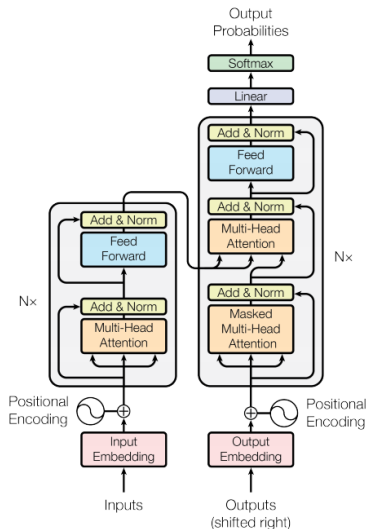 Output
Probabilities
Softmax
Linear
Add & Norm
Feed
Forward
Add & Norm
Multi-Head
Attention
Nx
Add & Norm
Masked
Multi-Head
Attention
Add & Norm
Feed
Forward
Nx
Add & Norm
Multi-Head
Attention
Positional
Encoding
Input
Embedding
Inputs
Positional
Encoding
Output
Embedding
Outputs
(shifted right)